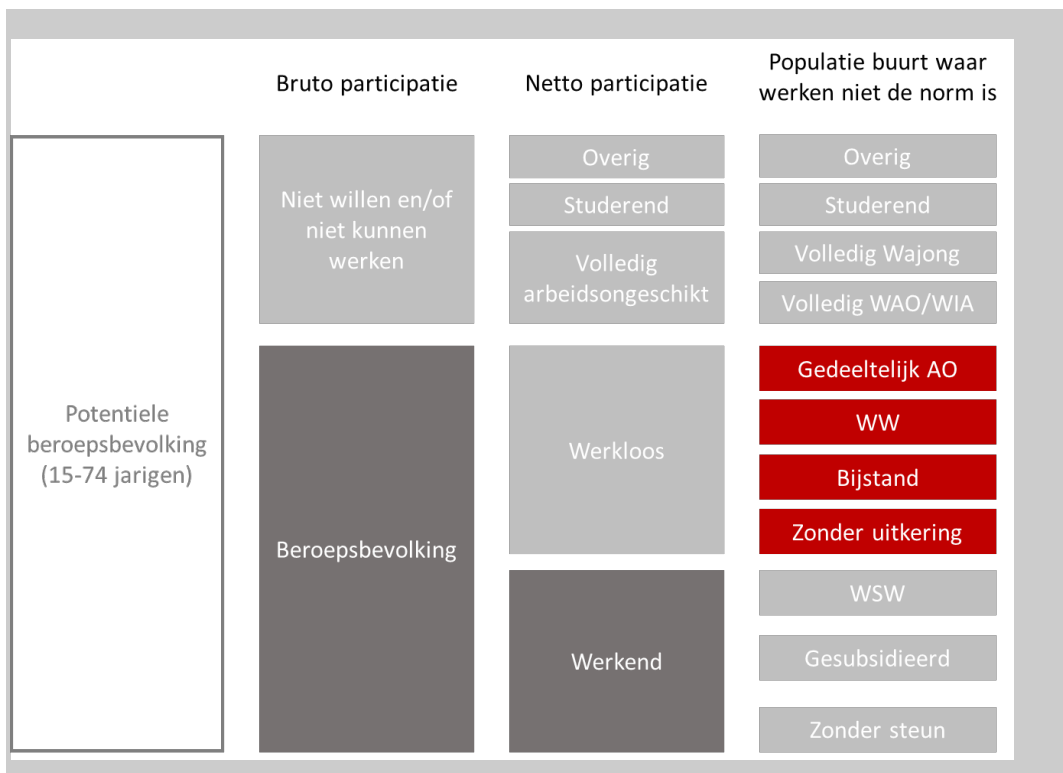 Bruto participatie
Netto participatie
Populatie buurt waar
werken niet de norm is
Potentiele
beroepsbevolking
(15-74 jarigen)
Niet willen en/of
niet kunnen
werken
Beroepsbevolking
Overig
Studerend
Volledig
arbeidsongeschikt
Werkloos
Werkend
Overig
Studerend
Volledig Wajong
Volledig WAO/WIA
Gedeeltelijk AO
WW
Bijstand
Zonder uitkering
WSW
Gesubsidieerd
Zonder steun